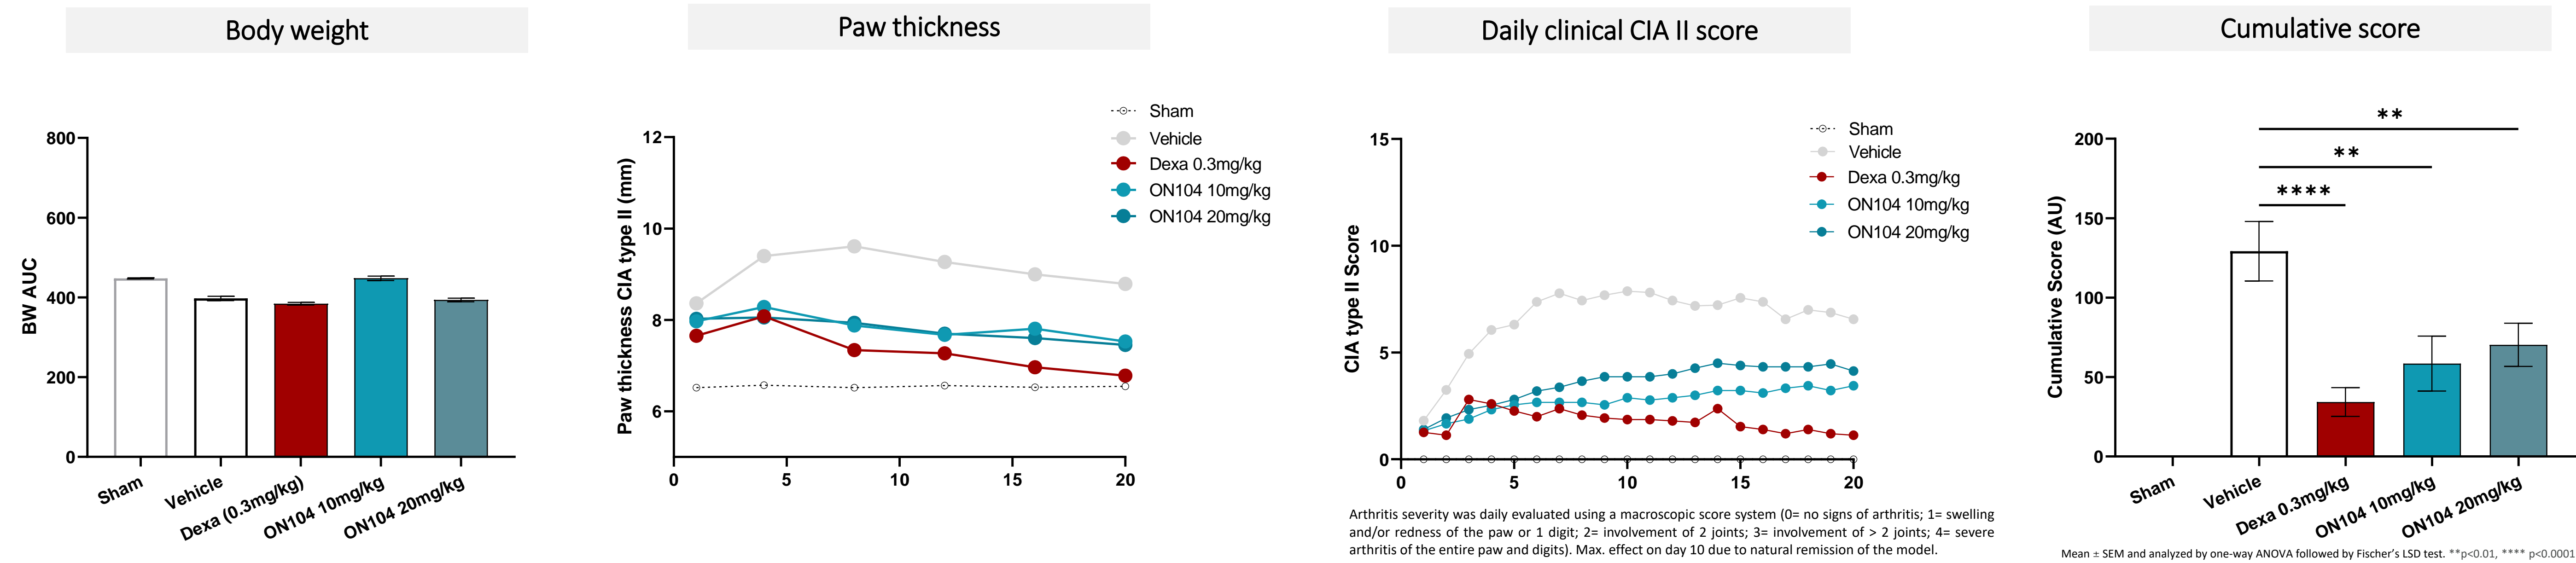 Body weight
800
600
400
200
0
BW AUC
Sham
Vehicle
Dexa (0.3mg/kg)
ON104 10mg/kg
ON104 20mg/kg
Paw thickness
Sham
Vehicle
Dexa 0.3mg/kg
ON104 10mg/kg
ON104 20mg/kg
12
10
8
6
Paw thickness CIA type II (mm)
0 5 10 15 20
Daily clinical CIA II score
Sham
Vehicle
Dexa 0.3mg/kg
ON104 10mg/kg
ON104 20mg/kg
15
10
5
0
CIA type II Score
0 5 10 15 20
Arthritis severity was daily evaluated using a macroscopic score system (0= no signs of arthritis; 1= swelling
and/or redness of the paw or 1 digit; 2= involvement of 2 joints; 3= involvement of > 2 joints; 4= severe
arthritis of the entire paw and digits). Max. effect on day 10 due to natural remission of the model.
Cumulative score
**
**
****
200
150
100
50
0
Cumulative Score (AU)
Sham
Vehicle
Dexa 0.3mg/kg
ON104 10mg/kg
ON104 20mg/kg
Mean ± SEM and analyzed by one-way ANOVA followed by Fischer's LSD test. **p<0.01, **** p<0.0001